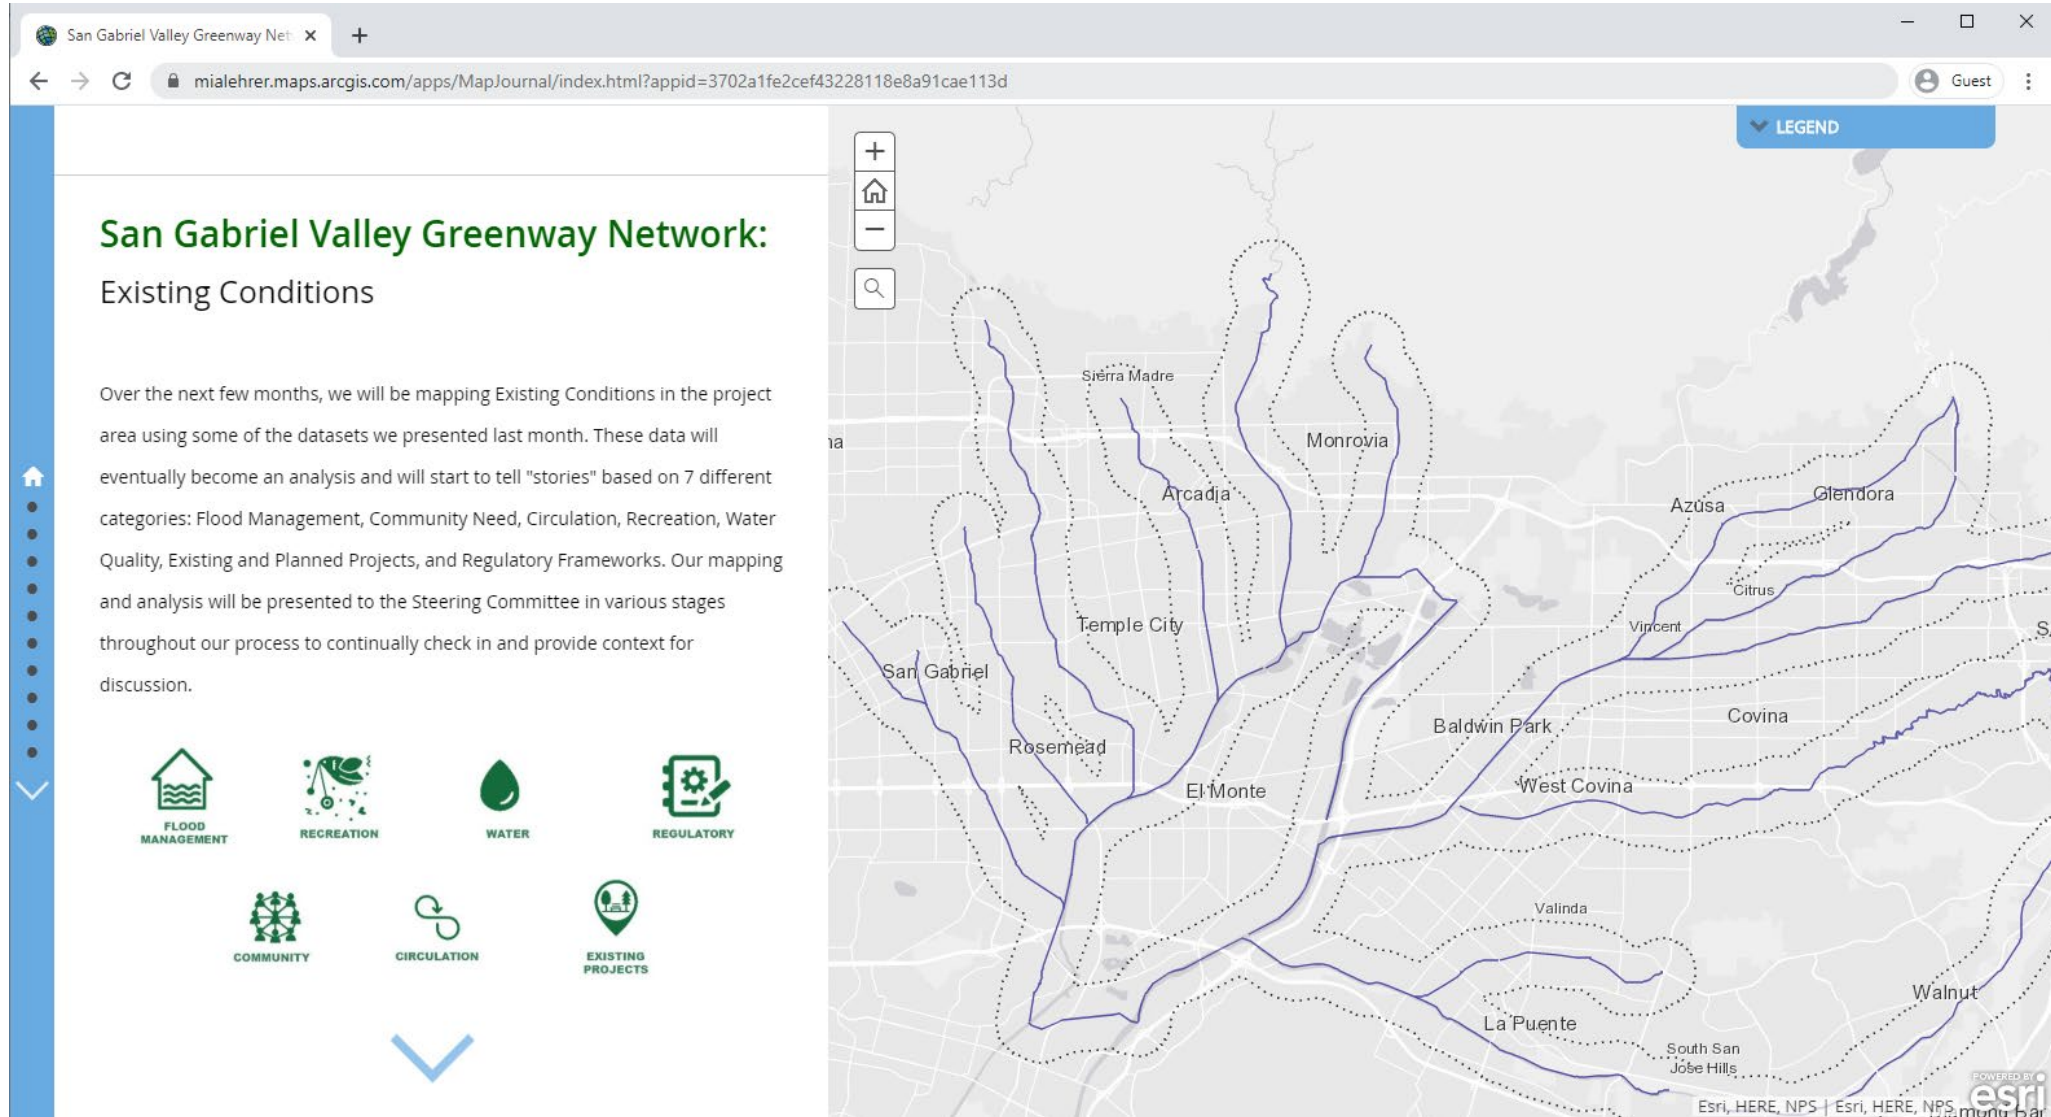 San Gabriel Valley Greenway Net
mialehrer.maps.arcgis.com/apps/MapJournal/index.html?appid=3702a1fe2cef43228118e8a91cae113d
Guest
San Gabriel Valley Greenway Network:
Existing Conditions
Over the next few months, we will be mapping Existing Conditions in the project
area using some of the datasets we presented last month. These data will
eventually become an analysis and will start to tell "stories" based on 7 different
categories: Flood Management, Community Need, Circulation, Recreation, Water
Quality, Existing and Planned Projects, and Regulatory Frameworks. Our mapping
and analysis will be presented to the Steering Committee in various stages
throughout our process to continually check in and provide context for
discussion.
FLOOD
MANAGEMENT
RECREATION
WATER
REGULATORY
COMMUNITY
CIRCULATION
EXISTING
PROJECTS
LEGEND
Sierra Madre
na
Monrovia
Arcadia
Azusa
Glendora
Citrus
Temple City
Vincent
San Gabriel
Covina
Baldwin Park
Rosemead
El Monte
West Covina
Valinda
Walnut
La Puente
South San
Jose Hills
POWERED BY
esri
Esri, HERE, NPS | Esri, HERE, NPS